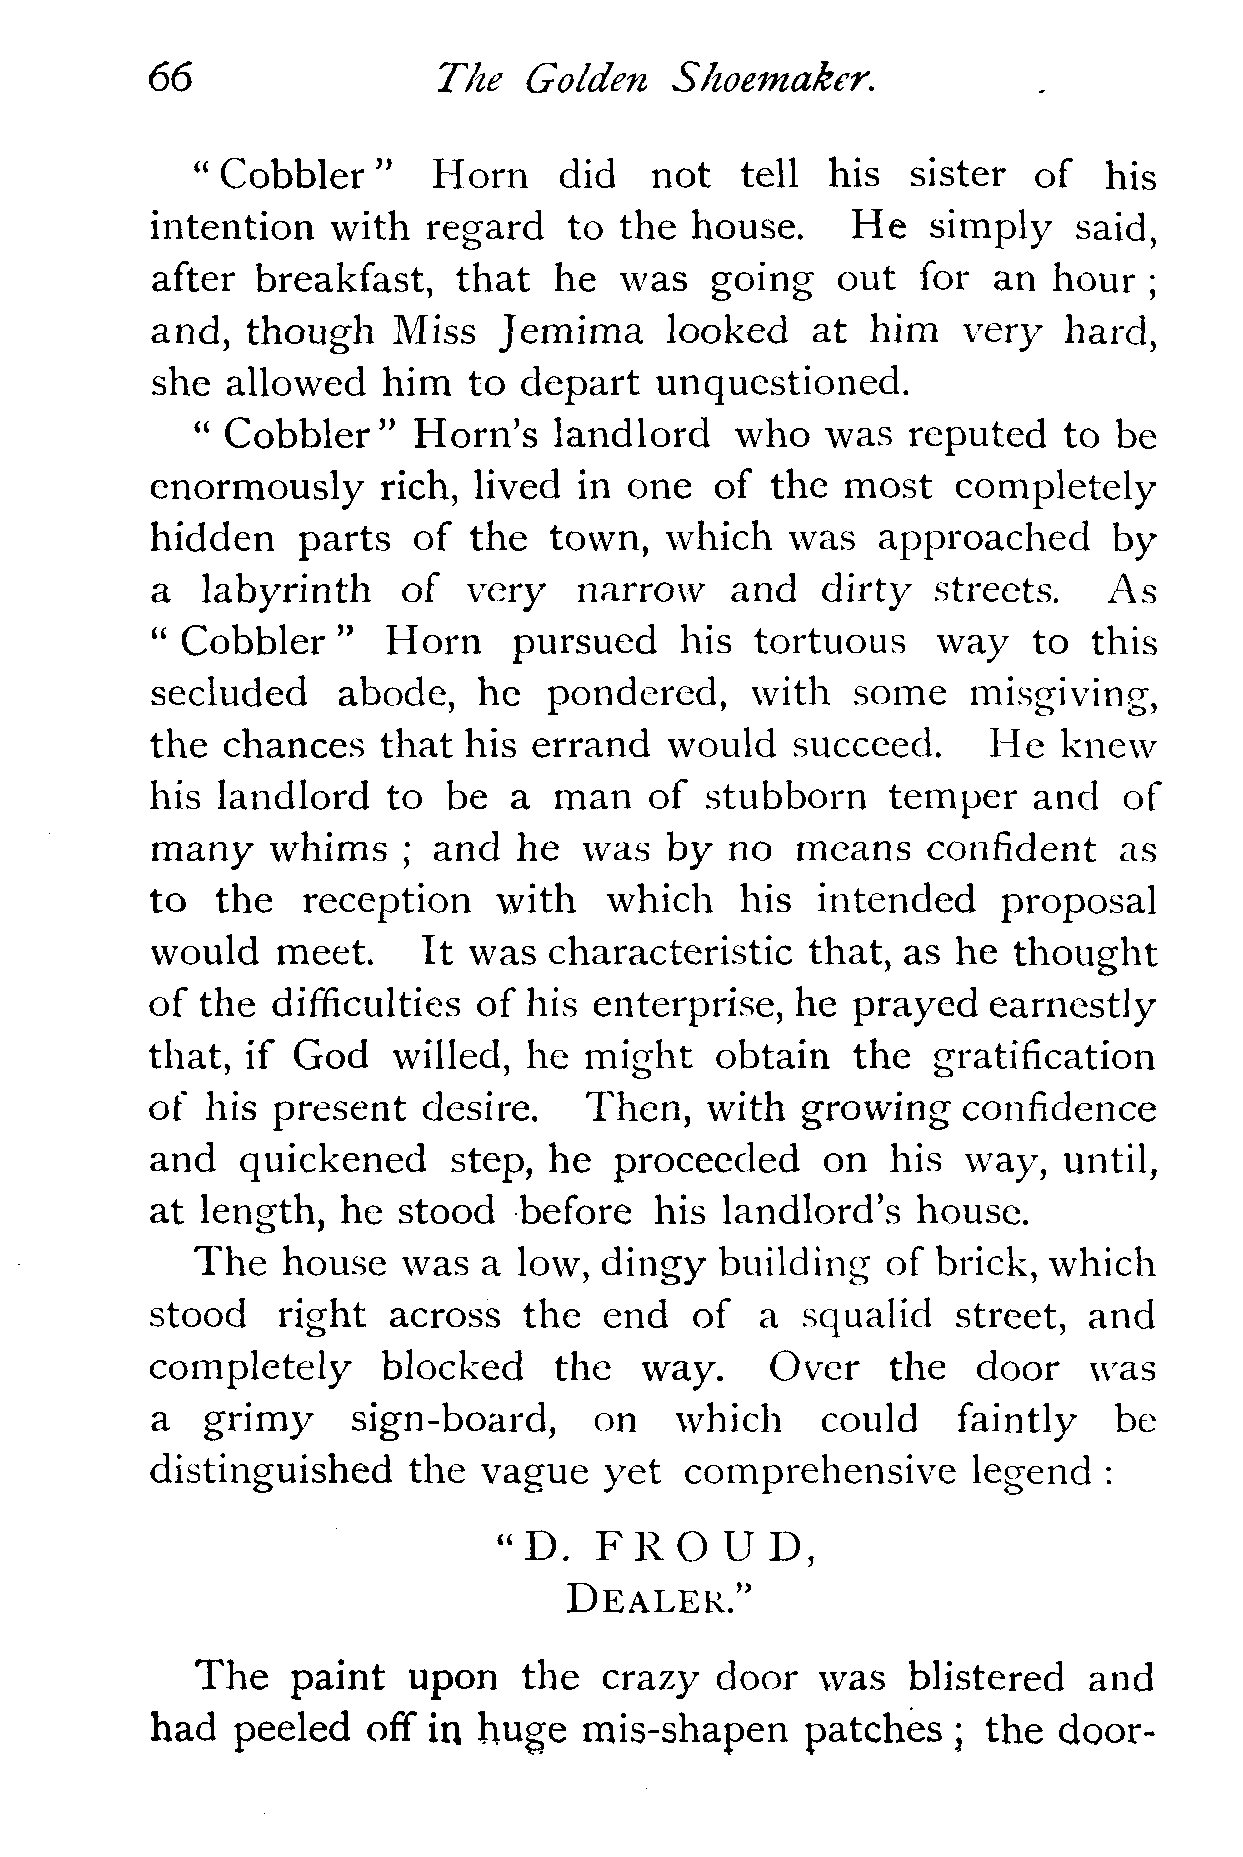 66 The Golden Shoemaker.
" Cobbler " Horn did not tell his sister of his
intention with regard to the house. He simply said,
after breakfast, that he was going out for an hour ;
and, though Miss Jemima looked at him very hard,
she allowed him to depart unquestioned.
" Cobbler " Horn's landlord who was reputed to be
enormously rich, lived in one of the most completely
hidden parts of the town, which was approached by
a labyrinth of very narrow and dirty streets. As
" Cobbler " Horn pursued his tortuous way to this
secluded abode, he pondered, with some misgiving,
the chances that his errand would succeed. He knew
his landlord to be a man of stubborn temper and of
many whims ; and he was by no means confident as
to the reception with which his intended proposal
would meet. It was characteristic that, as he thought
of the difficulties of his enterprise, he prayed earnestly
that, if God willed, he might obtain the gratification
of his present desire. Then, with growing confidence
and quickened step, he proceeded on his way, until,
at length, he stood before his landlord's house.
The house was a low, dingy building of brick, which
stood right across the end of a squalid street, and
completely blocked the way. Over the door was
a grimy sign-board, on which could faintly be
distinguished the vague yet comprehensive legend :
" D. FROUD,
DEALER."
The paint upon the crazy door was blistered and
had peeled off in huge mis-shapen patches ; the door-